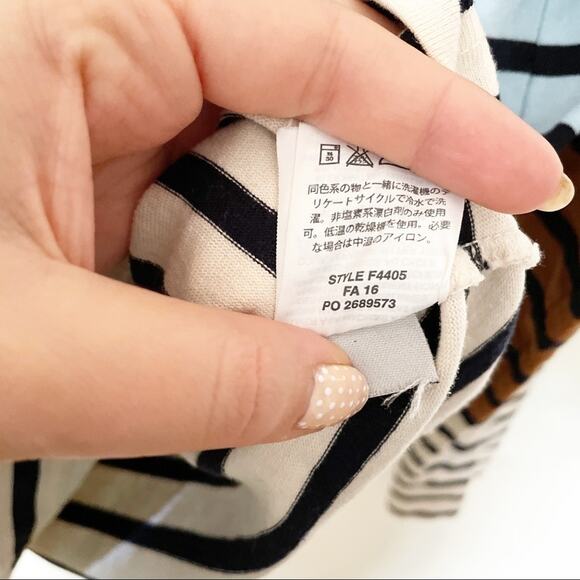 同色系の物と一緒に洗濯機のデ
リケートサイクルで冷水で洗
濯。非塩素系漂白剤のみ使用
可。低温の乾燥機を使用。必要
な場合は中温のアイロン。
STYLE F4405
FA 16
PO 2689573